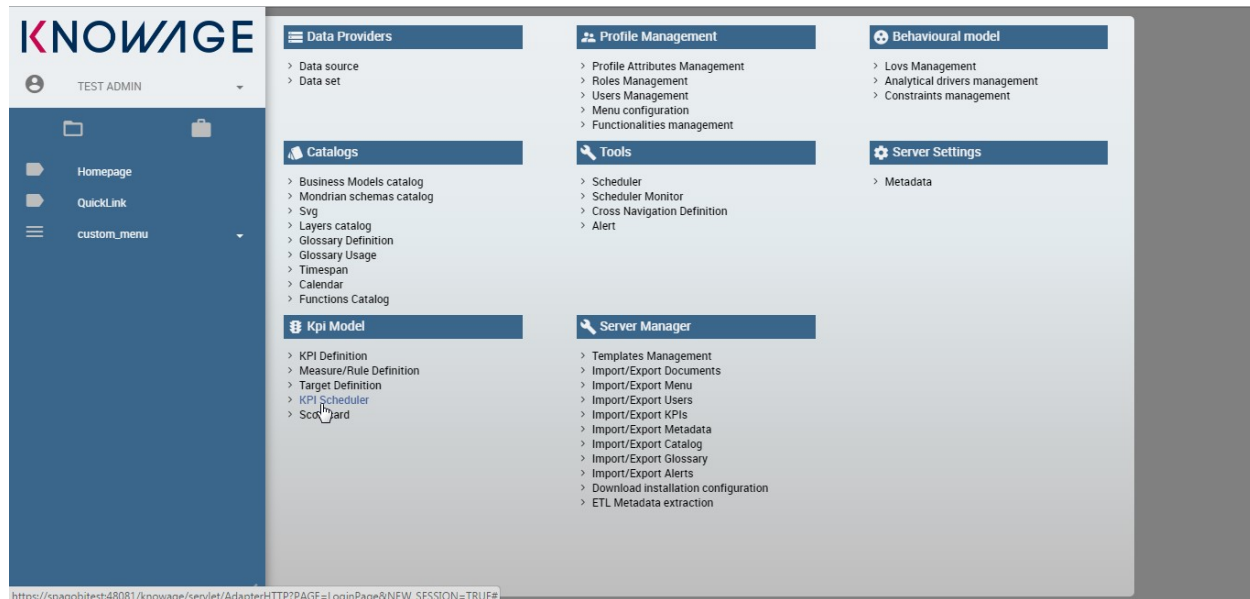 KNOWAGE
TEST ADMIN
Homepage
QuickLink
custom_menu
Data Providers
> Data source
> Data set
Profile Management
> Profile Attributes Management
> Roles Management
> Users Management
> Menu configuration
> Functionalities management
Behavioural model
> Lovs Management
> Analytical drivers management
> Constraints management
Catalogs
> Business Models catalog
> Mondrian schemas catalog
> Svg
> Layers catalog
> Glossary Definition
> Glossary Usage
> Timespan
> Calendar
> Functions Catalog
Tools
> Scheduler
> Scheduler Monitor
> Cross Navigation Definition
> Alert
Server Settings
> Metadata
Kpi Model
> KPI Definition
> Measure/Rule Definition
> Target Definition
> KPI Scheduler
Server Manager
> Templates Management
> Import/Export Documents
> Import/Export Menu
> Import/Export Users
> Import/Export KPIs
> Import/Export Metadata
> Import/Export Catalog
> Import/Export Glossary
> Import/Export Alerts
> Download installation configuration
> ETL Metadata extraction
https://spagobitest:48081/knowage/servlet/AdapterHTTP?PAGE=LoginPage&NEW_SESSION=TRUE#